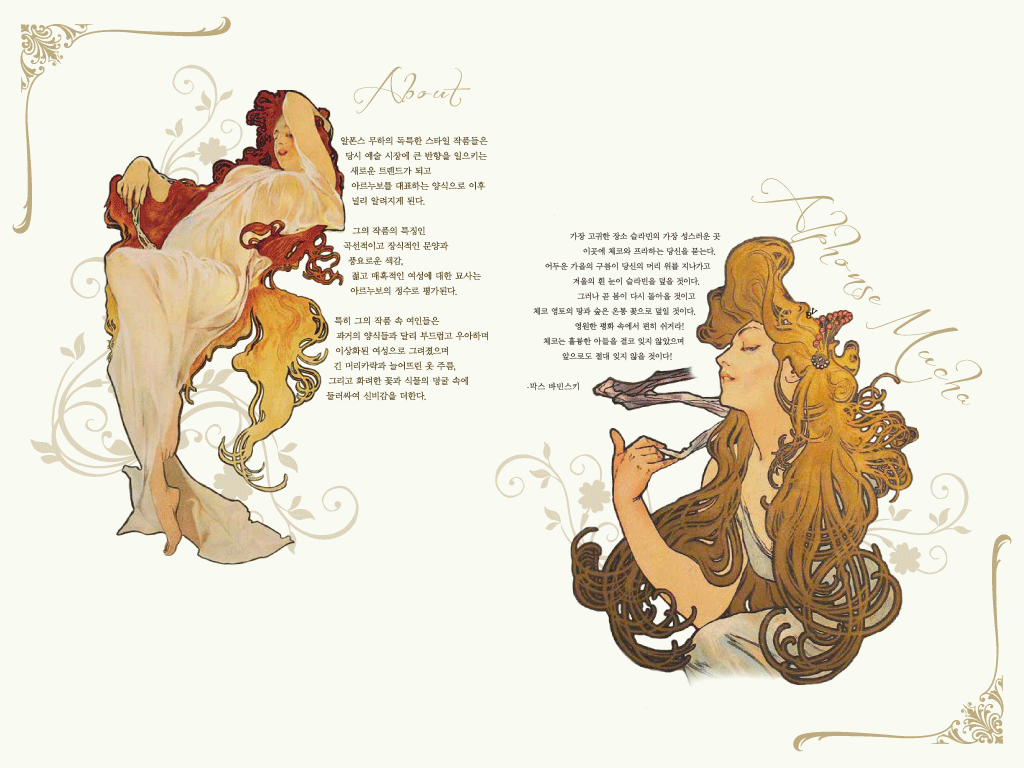 About
알폰스 무하의 독특한 스타일 작품들은
당시 예술 시장에 큰 반향을 일으키는
새로운 트렌드가 되고
아르누보를 대표하는 양식으로 이후
널리 알려지게 된다.
그의 작품의 특징인
곡선적이고 장식적인 문양과
풍요로운 색감,
젊고 매혹적인 여성에 대한 묘사는
아르누보의 정수로 평가된다.
특히 그의 작품 속 여인들은
과거의 양식들과 달리 부드럽고 우아하며
이상화된 여성으로 그려졌으며
긴 머리카락과 늘어뜨린 옷 주름,
그리고 화려한 꽃과 식물의 덩굴 속에
둘러싸여 신비감을 더한다.
Alphonse Mucha
가장 고귀한 장소 슬라빈의 가장 성스러운 곳
이곳에 체코와 프라하는 당신을 묻는다.
어두운 가을의 구름이 당신의 머리 위를 지나가고
겨울의 흰 눈이 슬라빈을 덮을 것이다.
그러나 곧 봄이 다시 돌아올 것이고
체코 영토의 땅과 숲은 온통 꽃으로 덮일 것이다.
영원한 평화 속에서 편히 쉬거라!
체코는 훌륭한 아들을 결코 잊지 않았으며
앞으로도 절대 잊지 않을 것이다!
-막스 바빈스키